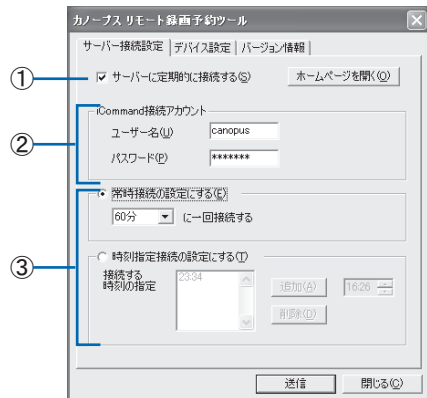 カノープス リモート録画予約ツール
サーバー接続設定 デバイス設定 バージョン情報
① サーバーに定期的に接続する(S) ホームページを開く(O)
② iCommand接続アカウント
ユーザー名(U) canopus
パスワード(P) *******
③ 常時接続の設定にする(E)
60分 に一回接続する
時刻指定接続の設定にする(T)
接続する 23:34 追加(A) 16:26
時刻の指定
削除(D)
送信 閉じる(C)